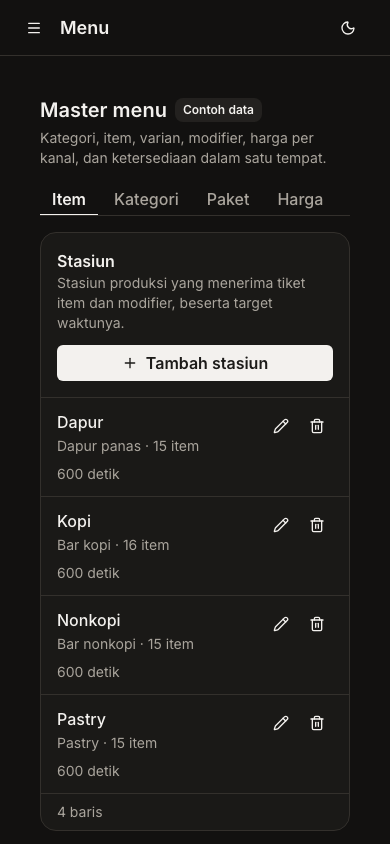 Menu
Master menu Contoh data
Kategori, item, varian, modifier, harga per
kanal, dan ketersediaan dalam satu tempat.
Item Kategori Paket Harga
Stasiun
Stasiun produksi yang menerima tiket
item dan modifier, beserta target
waktunya.
+ Tambah stasiun
Dapur
Dapur panas · 15 item
600 detik
Kopi
Bar kopi · 16 item
600 detik
Nonkopi
Bar nonkopi · 15 item
600 detik
Pastry
Pastry · 15 item
600 detik
4 baris